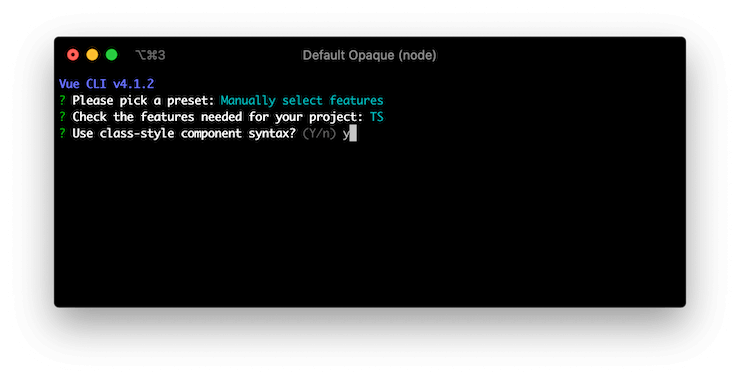 ⌥⌘3 Default Opaque (node)
Vue CLI v4.1.2
? Please pick a preset: Manually select features
? Check the features needed for your project: TS
? Use class-style component syntax? (Y/n) y